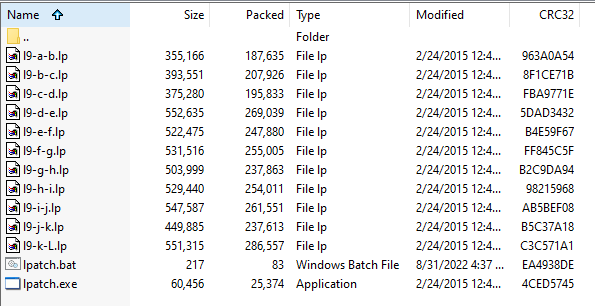 Name Size Packed Type Modified CRC32
.. Folder
l9-a-b.lp 355,166 187,635 File lp 2/24/2015 12:4... 963A0A54
l9-b-c.lp 393,551 207,926 File lp 2/24/2015 12:4... 8F1CE71B
l9-c-d.lp 375,280 195,833 File lp 2/24/2015 12:4... FBA9771E
l9-d-e.lp 552,635 269,039 File lp 2/24/2015 12:4... 5DAD3432
l9-e-f.lp 522,475 247,880 File lp 2/24/2015 12:4... B4E59F67
l9-f-g.lp 531,516 255,005 File lp 2/24/2015 12:4... FF845C5F
l9-g-h.lp 503,999 237,863 File lp 2/24/2015 12:4... B2C9DA94
l9-h-i.lp 529,440 254,011 File lp 2/24/2015 12:4... 98215968
l9-i-j.lp 547,587 261,551 File lp 2/24/2015 12:4... AB5BEF08
l9-j-k.lp 449,885 237,613 File lp 2/24/2015 12:4... B5C37A18
l9-k-L.lp 551,315 286,557 File lp 2/24/2015 12:4... C3C571A1
lpatch.bat 217 83 Windows Batch File 8/31/2022 4:37 ... EA4938DE
lpatch.exe 60,456 25,374 Application 2/24/2015 12:4... 4CED5745